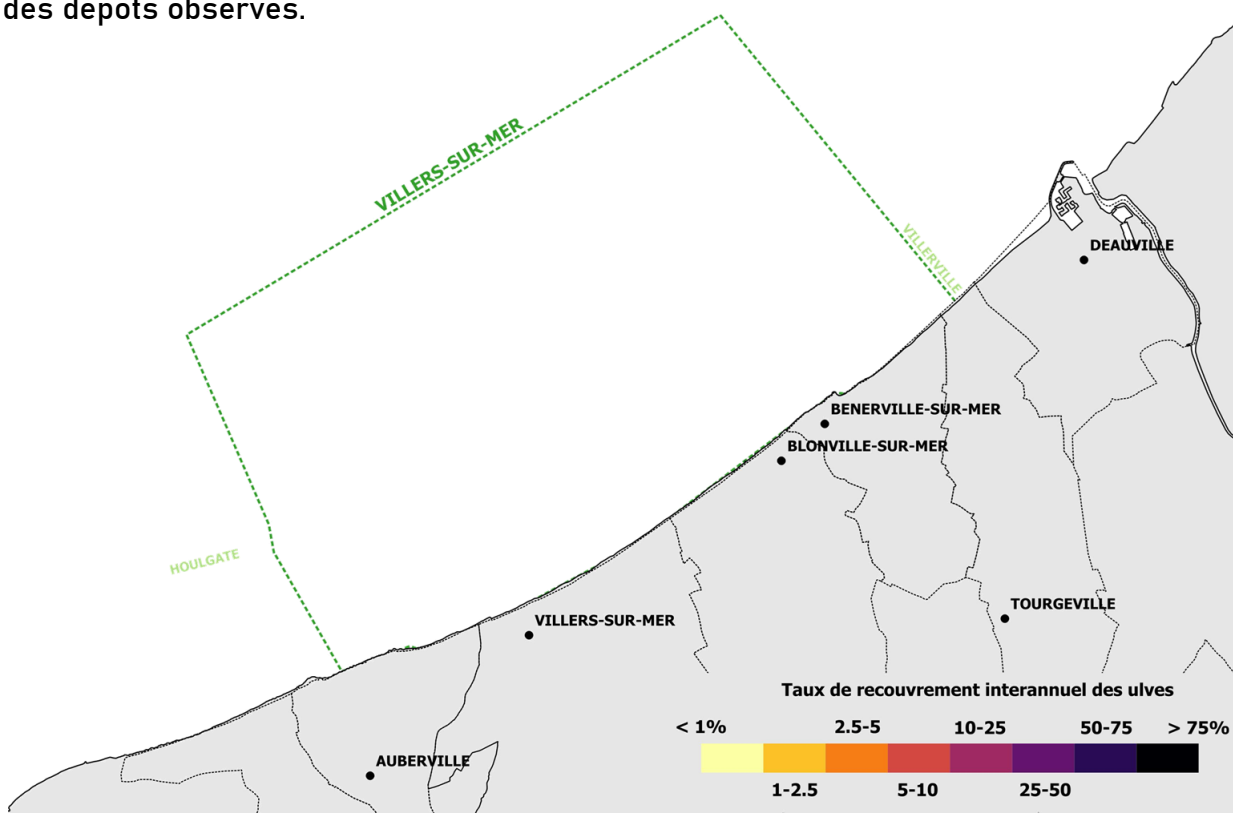 des dépôts observés.
VILLERS-SUR-MER
VILLERVILLE
DEAUVILLE
BENERVILLE-SUR-MER
BLONVILLE-SUR-MER
HOULGATE
TOURGEVILLE
VILLERS-SUR-MER
AUBERVILLE
Taux de recouvrement interannuel des ulves
< 1% 2.5-5 10-25 50-75 > 75%
1-2.5 5-10 25-50